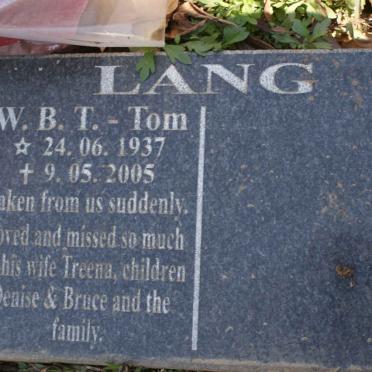 LANG
W. B. T. - Tom
☆ 24. 06. 1937
✝ 9. 05. 2005
aken from us suddenly.
oved and missed so much
his wife Treena, children
Denise & Bruce and the
family.